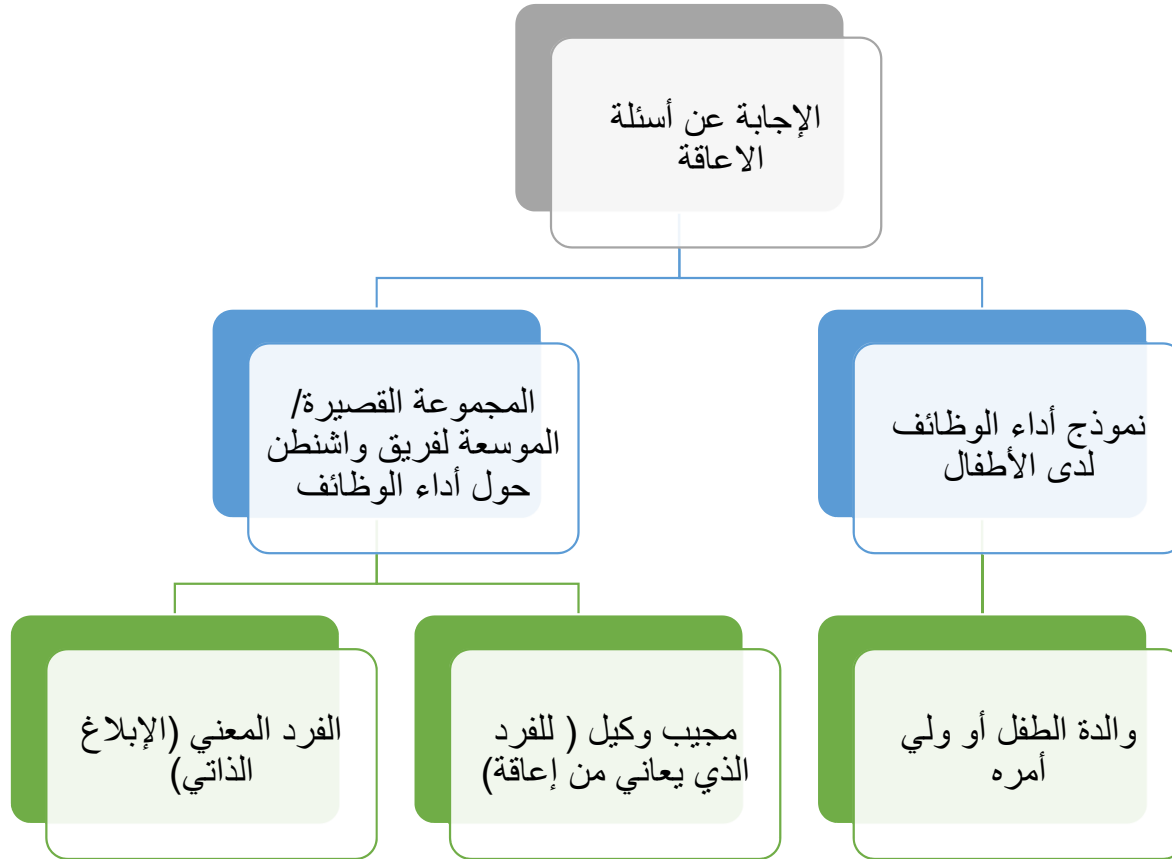 الإجابة عن أسئلة
الاعاقة
نموذج أداء الوظائف
لدى الأطفال
المجموعة القصيرة/
الموسعة لفريق واشنطن
حول أداء الوظائف
والدة الطفل أو ولي
أمره
مجيب وكيل ( للفرد
الذي يعاني من إعاقة)
الفرد المعني (الإبلاغ
الذاتي)